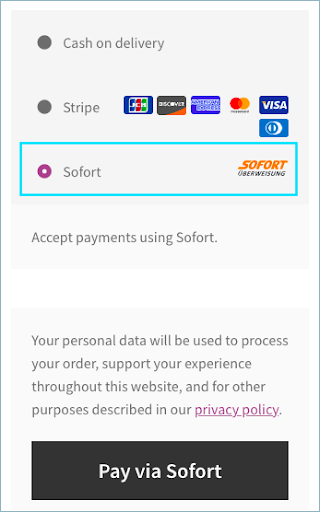 Cash on delivery
Stripe JCB DISCOVER AMERICAN EXPRESS mastercard VISA
Sofort SOFORT
ÜBERWEISUNG
Accept payments using Sofort.
Your personal data will be used to process
your order, support your experience
throughout this website, and for other
purposes described in our privacy policy.
Pay via Sofort